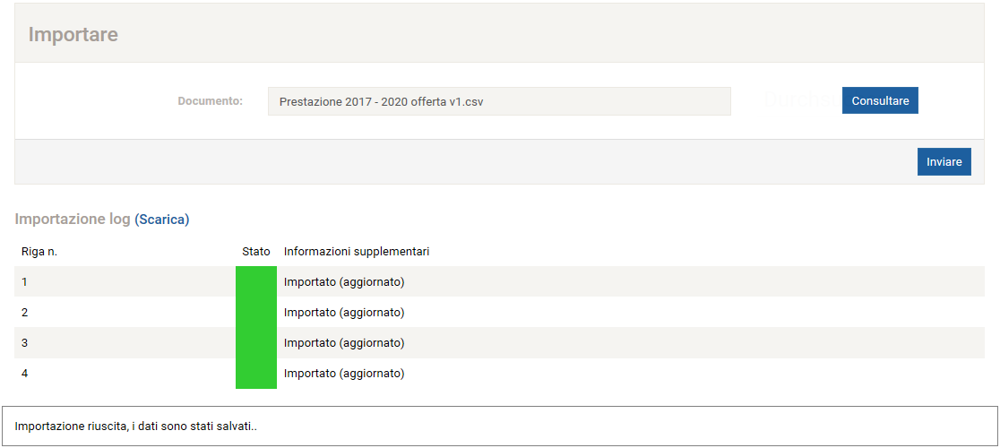 Importare
Documento: Prestazione 2017 - 2020 offerta v1.csv Consultare
Inviare
Importazione log (Scarica)
Riga n. Stato Informazioni supplementari
1 Importato (aggiornato)
2 Importato (aggiornato)
3 Importato (aggiornato)
4 Importato (aggiornato)
Importazione riuscita, i dati sono stati salvati..